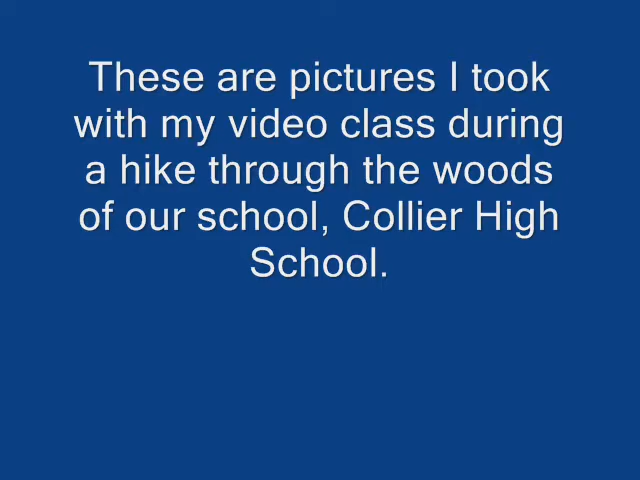 These are pictures I took
with my video class during
a hike through the woods
of our school, Collier High
School.